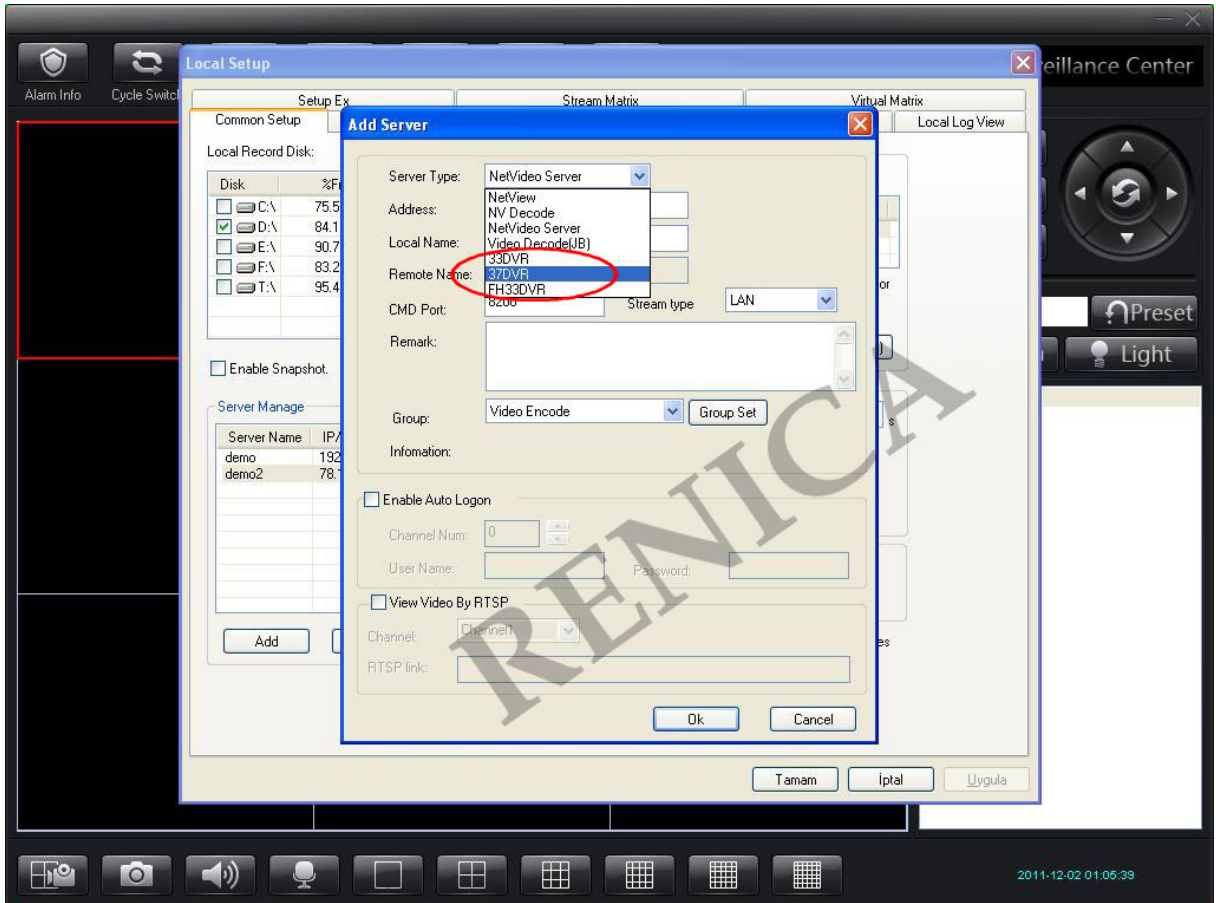 Alarm Info
Cycle Switch
eillance Center
Local Setup
Setup Ex
Stream Matrix
Virtual Matrix
Common Setup
Local Log View
Local Record Disk:
Disk %Fr
C:\ 75.5
D:\ 84.1
E:\ 90.7
F:\ 83.2
T:\ 95.4
Enable Snapshot.
Server Manage
Server Name IP/
demo 192
demo2 78.1
Add
Add Server
Server Type: NetVideo Server
NetView
NV Decode
NetVideo Server
Video Decode(JB)
33DVR
37DVR
FH33DVR
Address:
Local Name:
Remote Name:
CMD Port: 8200
Stream type LAN
Remark:
Group: Video Encode Group Set
Infomation:
Enable Auto Logon
Channel Num: 0
User Name: Password:
View Video By RTSP
Channel: Channel1
RTSP link:
Ok Cancel
or
s
es
Tamam İptal Uygula
Preset
Light
RENICA
2011-12-02 01:05:39